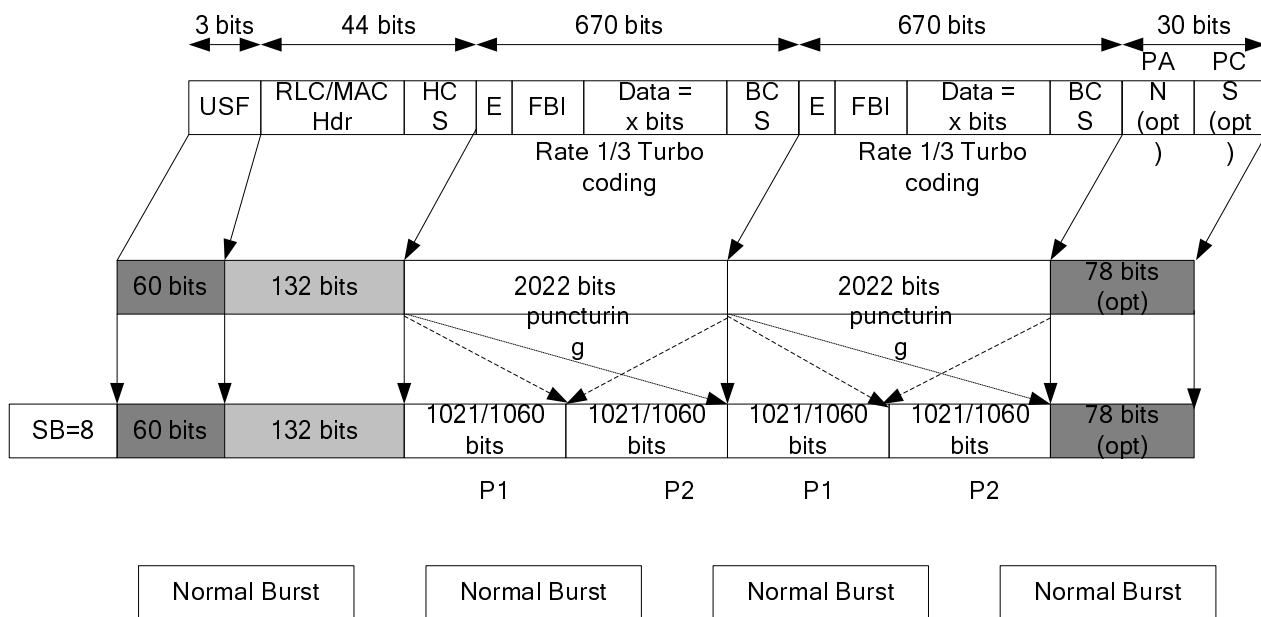 3 bits 44 bits 670 bits 670 bits 30 bits
USF RLC/MAC Hdr HC S E FBI Data = x bits BC S E FBI Data = x bits BC S PA N (opt ) PC S (opt )
Rate 1/3 Turbo coding Rate 1/3 Turbo coding
60 bits 132 bits 2022 bits 2022 bits 78 bits (opt)
puncturin g puncturin g
SB=8 60 bits 132 bits 1021/1060 bits 1021/1060 bits 1021/1060 bits 1021/1060 bits 78 bits (opt)
P1 P2 P1 P2
Normal Burst Normal Burst Normal Burst Normal Burst